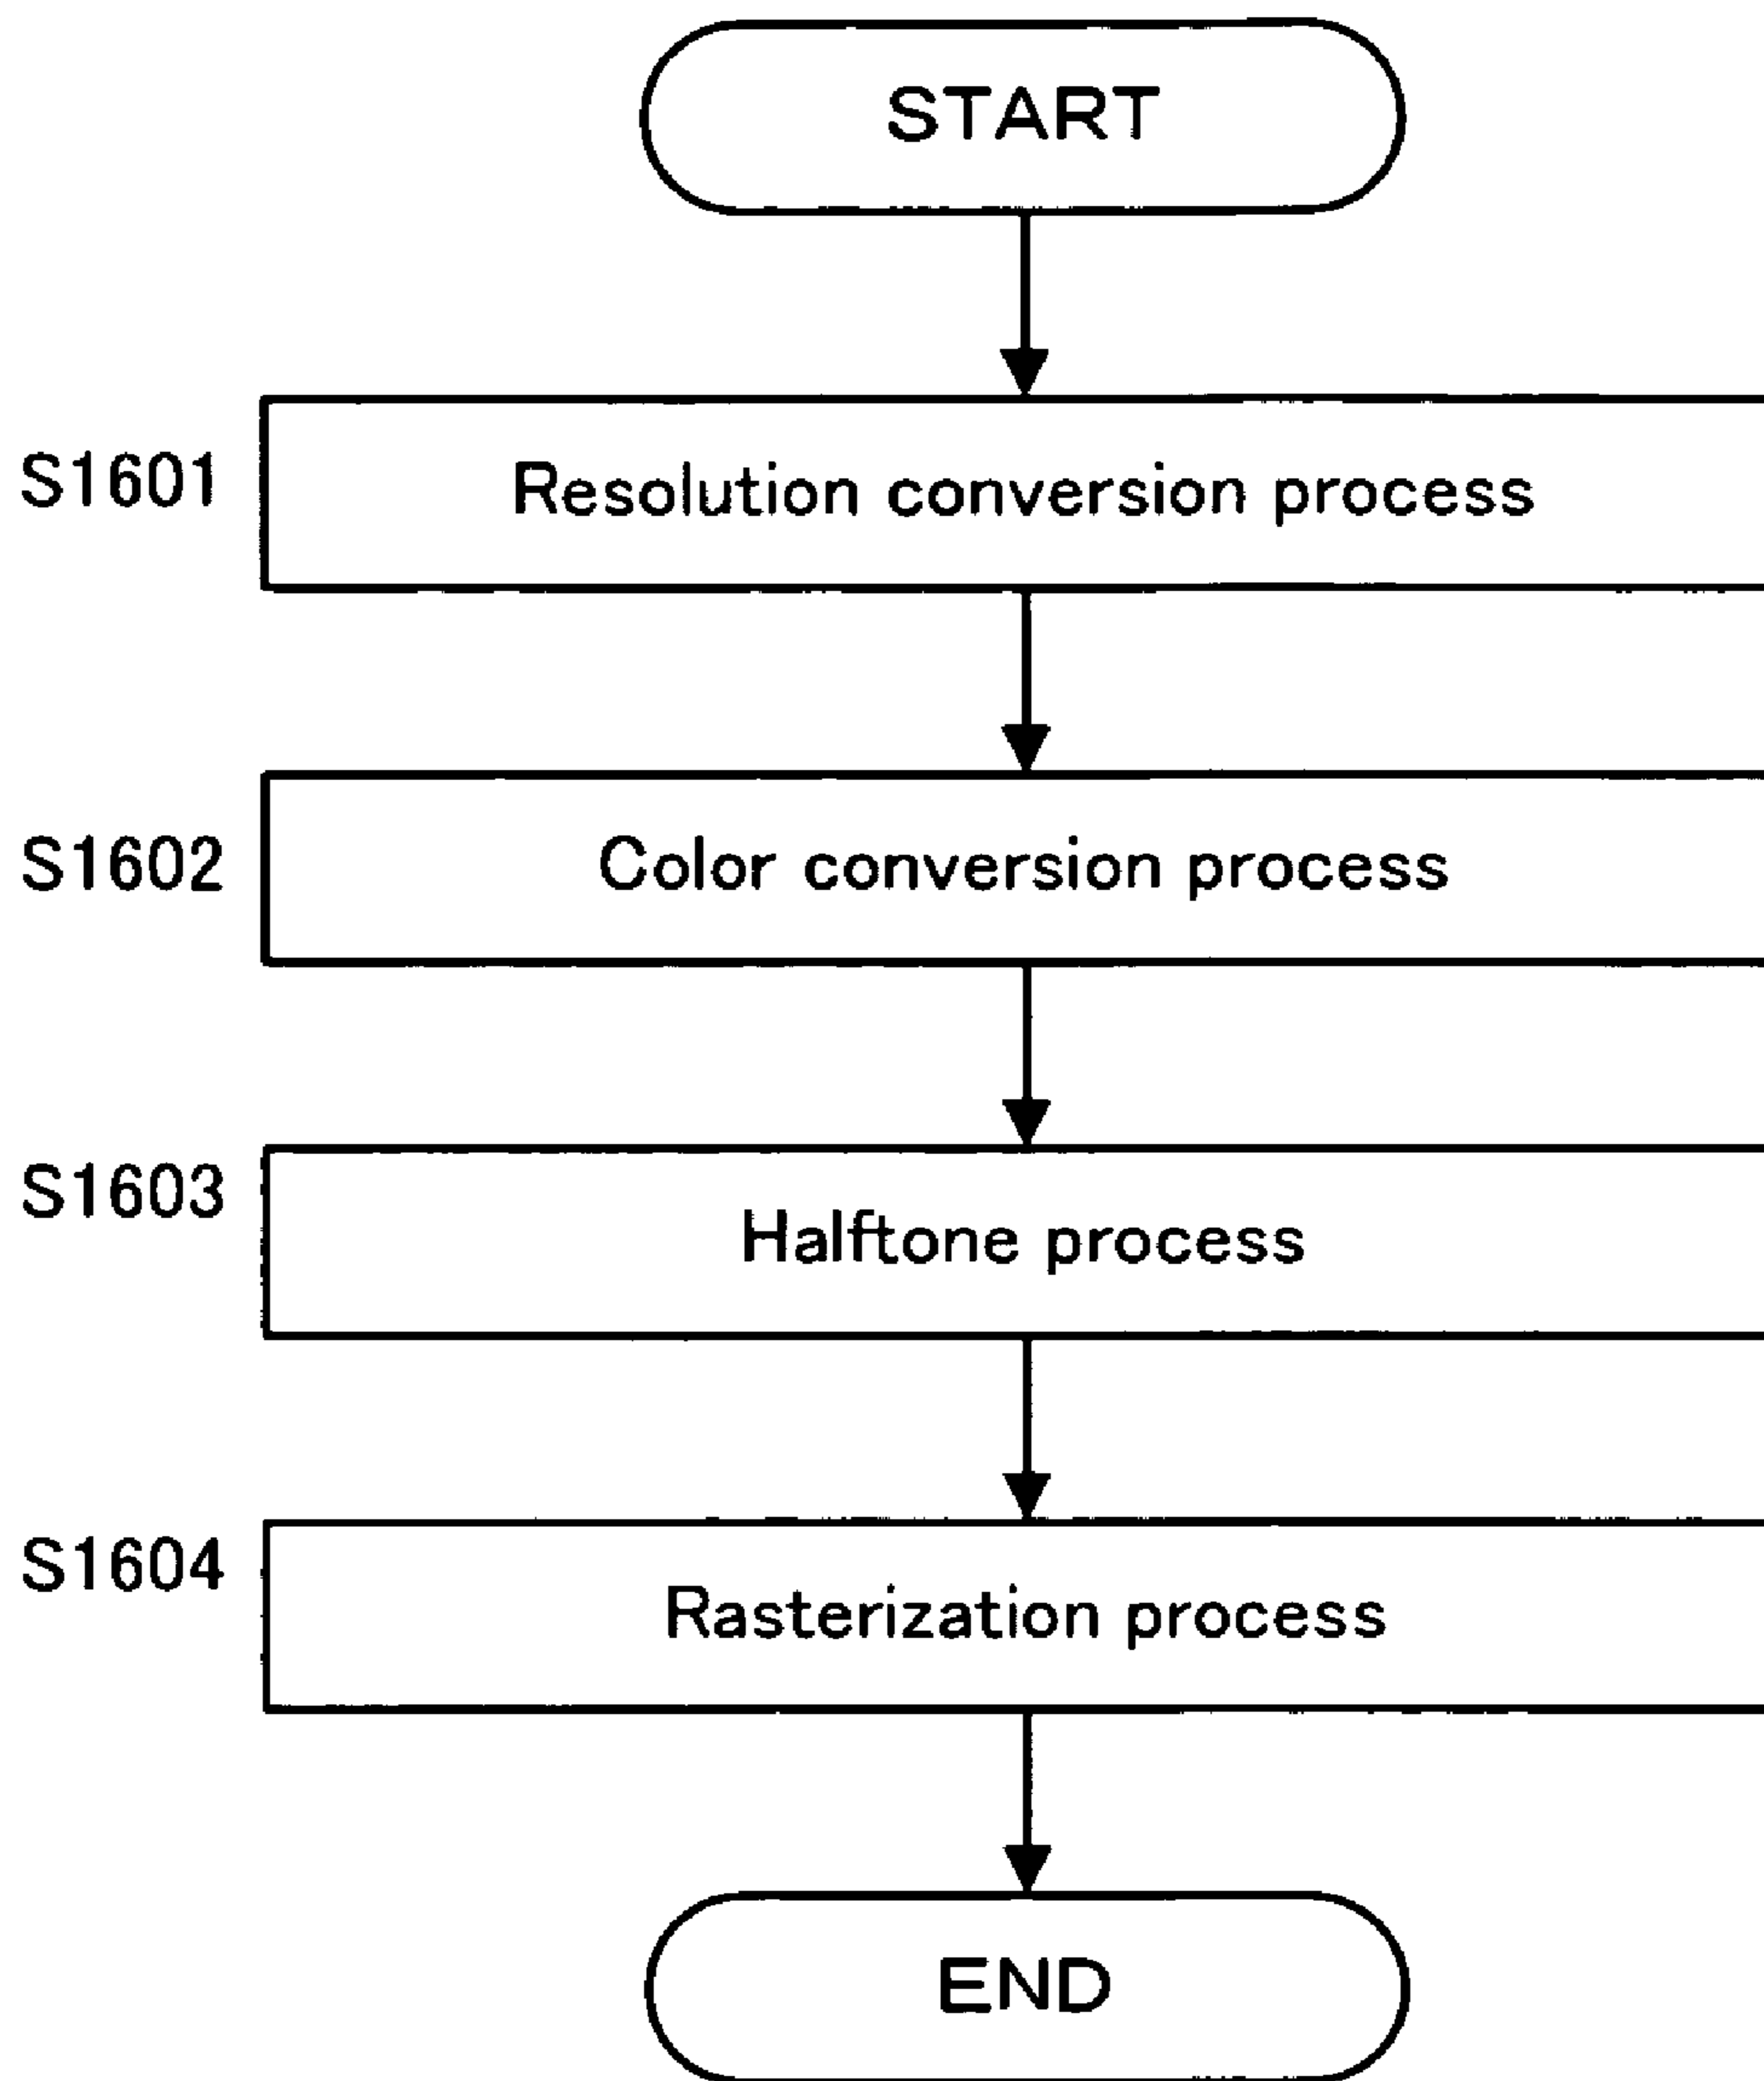 START
S1601
Resolution conversion process
S1602
Color conversion process
S1603
Halftone process
S1604
Rasterization process
END